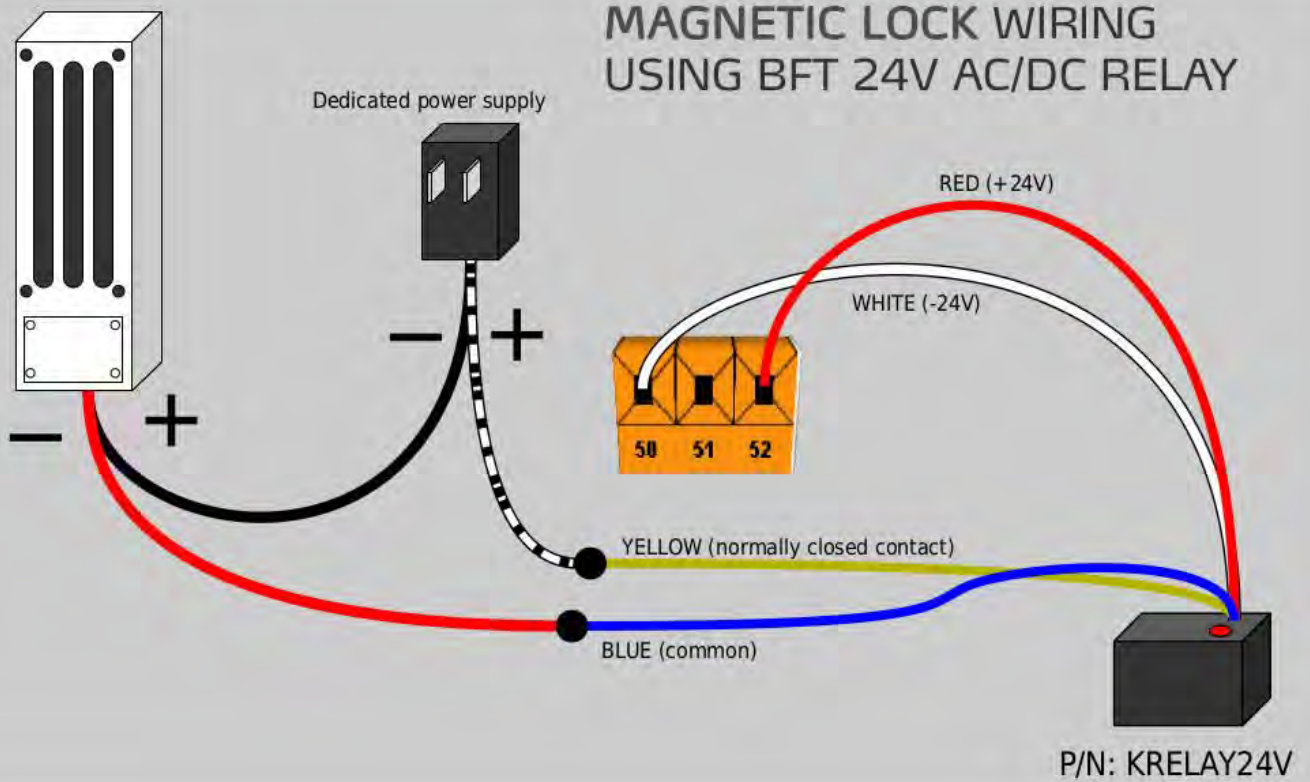 MAGNETIC LOCK WIRING
USING BFT 24V AC/DC RELAY
Dedicated power supply
RED (+24V)
WHITE (-24V)
− +
− +
50 51 52
YELLOW (normally closed contact)
BLUE (common)
P/N: KRELAY24V